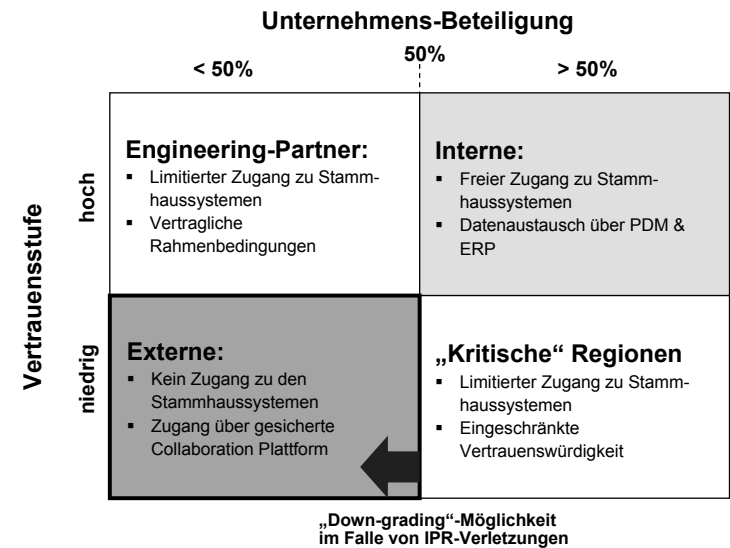 Unternehmens-Beteiligung
50%
< 50%
> 50%
Vertrauensstufe
hoch
Engineering-Partner:
▪ Limitierter Zugang zu Stamm-
haussystemen
▪ Vertragliche
Rahmenbedingungen
Interne:
▪ Freier Zugang zu Stamm-
haussystemen
▪ Datenaustausch über PDM &
ERP
niedrig
Externe:
▪ Kein Zugang zu den
Stammhaussystemen
▪ Zugang über gesicherte
Collaboration Plattform
„Kritische“ Regionen
▪ Limitierter Zugang zu Stamm-
haussystemen
▪ Eingeschränkte
Vertrauenswürdigkeit
„Down-grading“-Möglichkeit
im Falle von IPR-Verletzungen